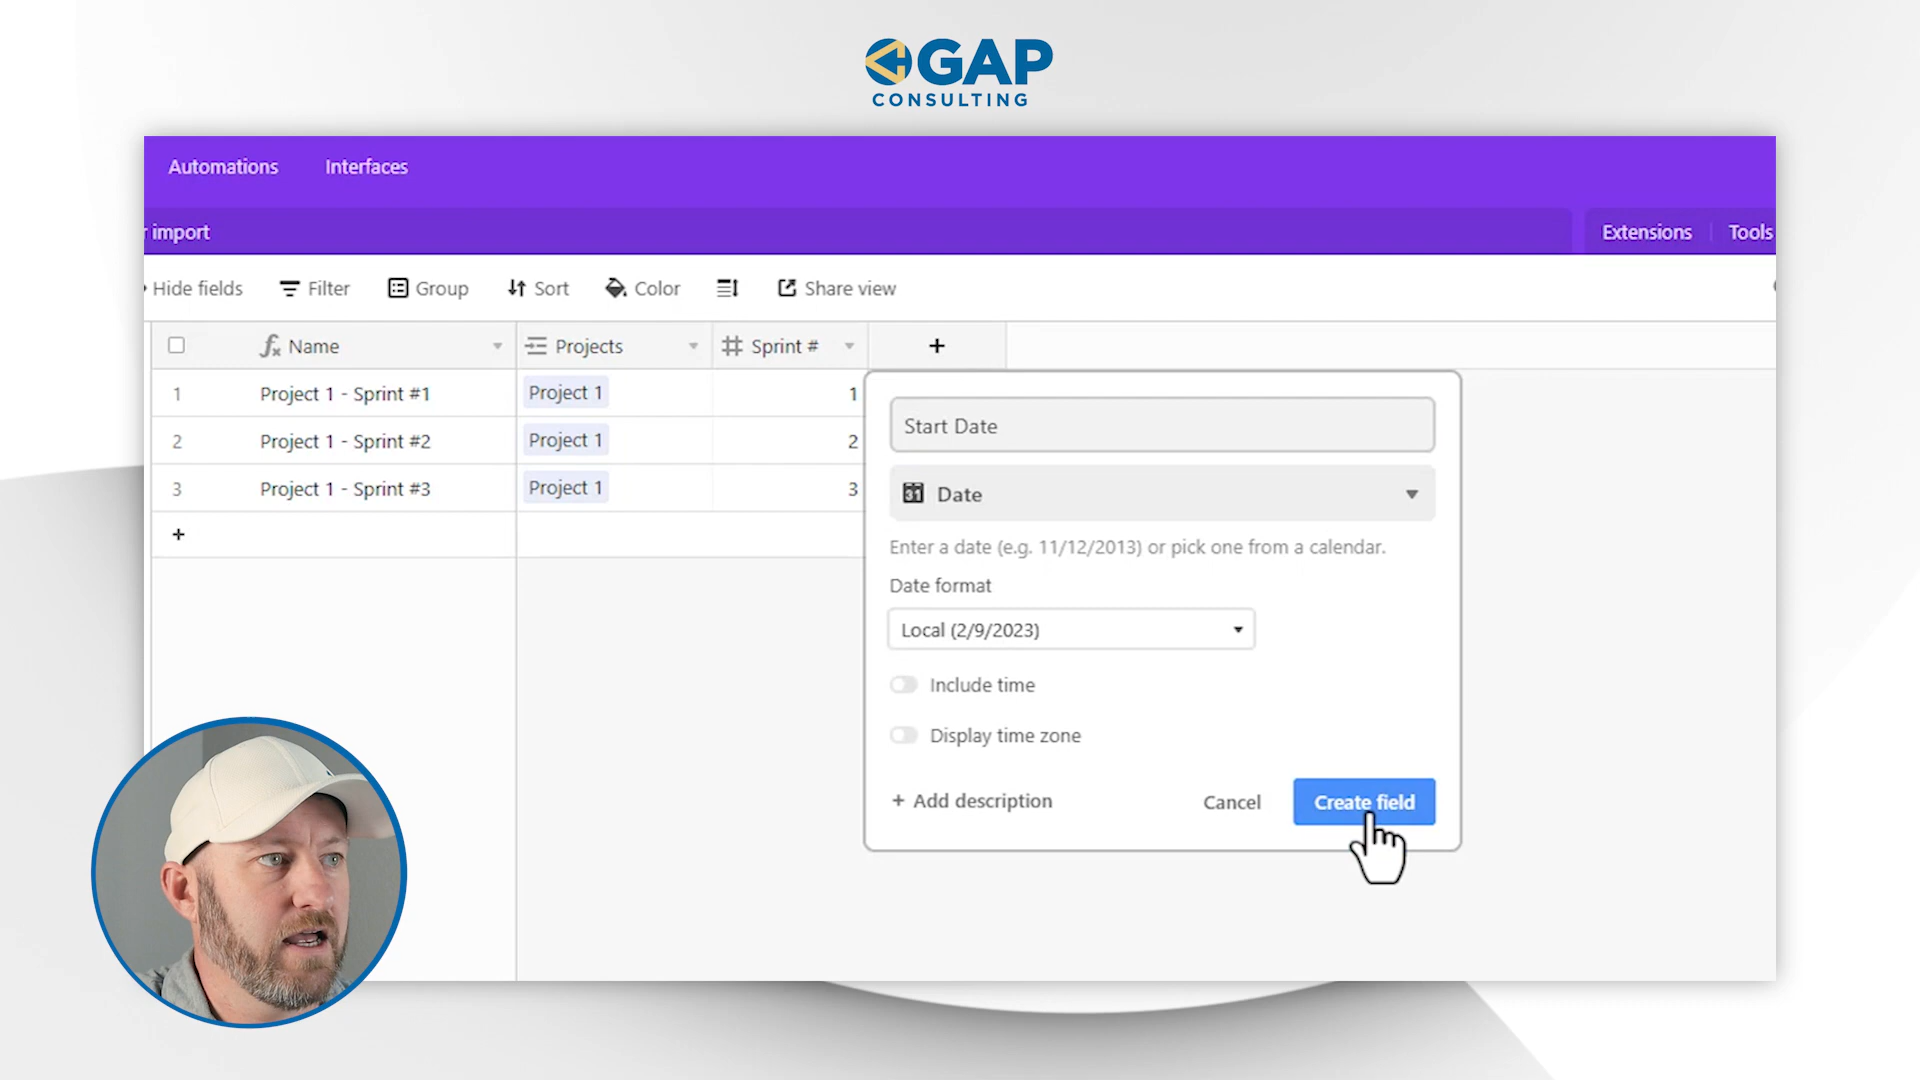 GAP
CONSULTING
Automations Interfaces
r import Extensions Tools
Hide fields Filter Group Sort Color Share view
Name Projects Sprint # +
1 Project 1 - Sprint #1 Project 1 1
2 Project 1 - Sprint #2 Project 1 2
3 Project 1 - Sprint #3 Project 1 3
+
Start Date
31 Date
Enter a date (e.g. 11/12/2013) or pick one from a calendar.
Date format
Local (2/9/2023)
Include time
Display time zone
+ Add description Cancel Create field